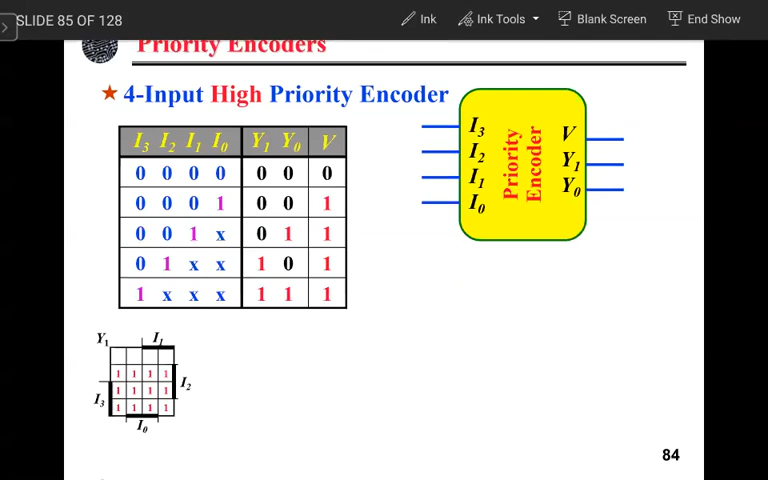 SLIDE 85 OF 128
Ink
Ink Tools
Blank Screen
End Show
Priority Encoders
4-Input High Priority Encoder
I3 I2 I1 I0 Y1 Y0 V
0 0 0 0 0 0 0
0 0 0 1 0 0 1
0 0 1 x 0 1 1
0 1 x x 1 0 1
1 x x x 1 1 1
I3
I2
I1
I0
Priority
Encoder
V
Y1
Y0
Y1
I1
1 1 1 1
I2
1 1 1 1
I3
1 1 1 1
I0
84